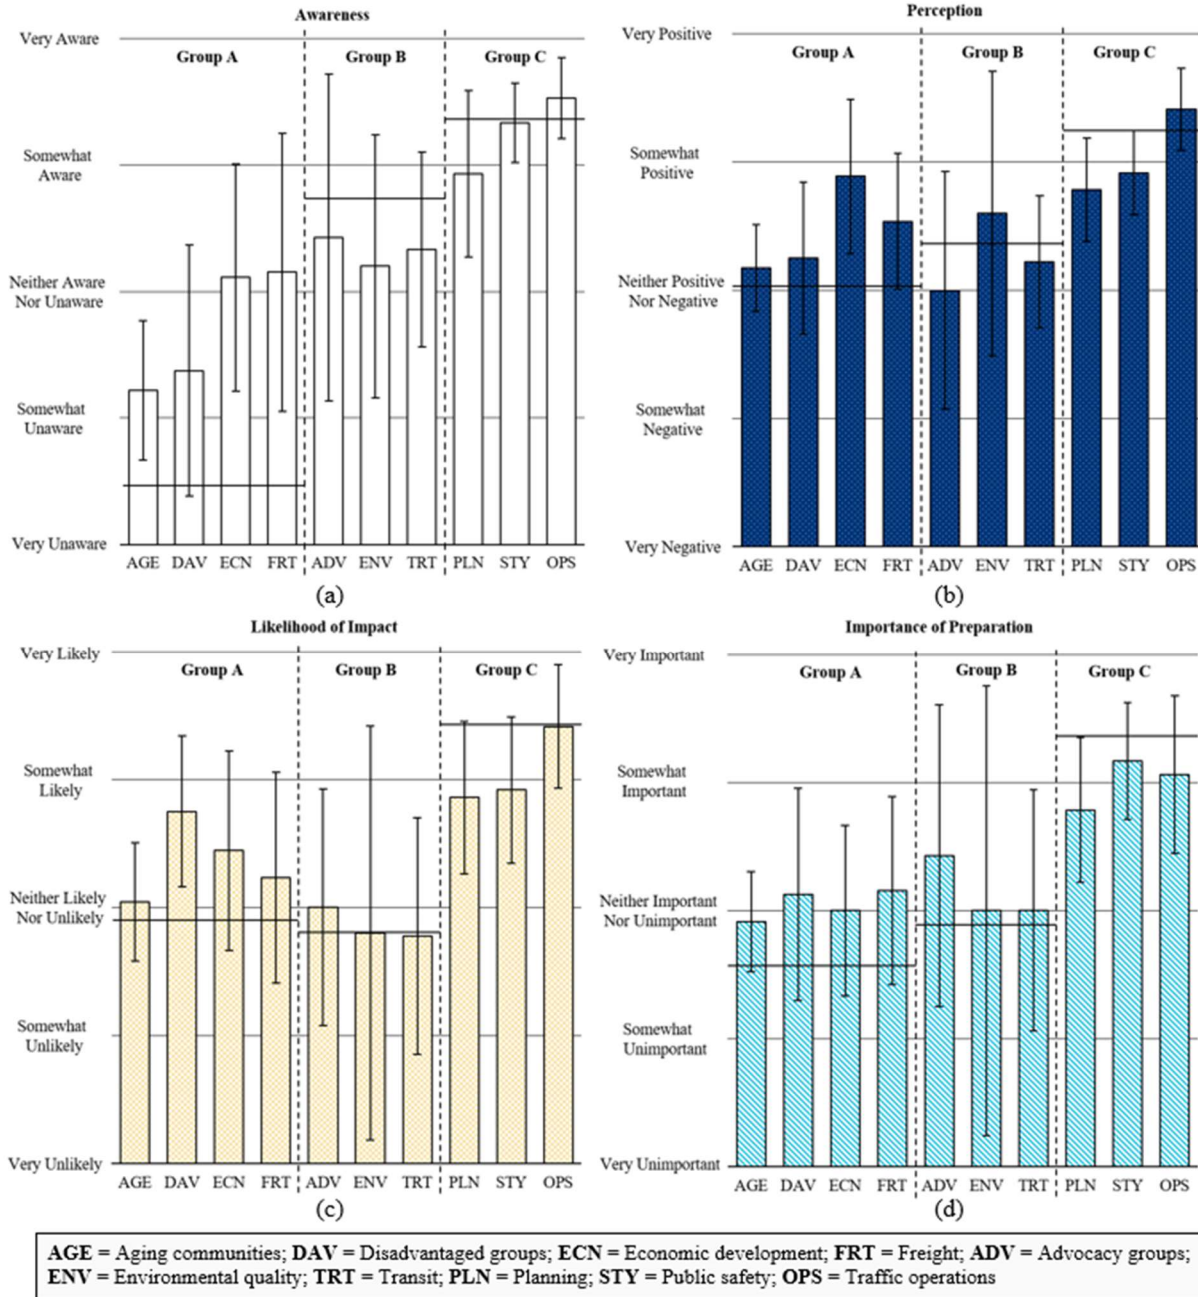 Awareness
Very Aware
Group A
Group B
Group C
Somewhat
Aware
Neither Aware
Nor Unaware
Somewhat
Unaware
Very Unaware
AGE DAV ECN FRT ADV ENV TRT PLN STY OPS
(a)
Perception
Very Positive
Group A
Group B
Group C
Somewhat
Positive
Neither Positive
Nor Negative
Somewhat
Negative
Very Negative
AGE DAV ECN FRT ADV ENV TRT PLN STY OPS
(b)
Likelihood of Impact
Very Likely
Group A
Group B
Group C
Somewhat
Likely
Neither Likely
Nor Unlikely
Somewhat
Unlikely
Very Unlikely
AGE DAV ECN FRT ADV ENV TRT PLN STY OPS
(c)
Importance of Preparation
Very Important
Group A
Group B
Group C
Somewhat
Important
Neither Important
Nor Unimportant
Somewhat
Unimportant
Very Unimportant
AGE DAV ECN FRT ADV ENV TRT PLN STY OPS
(d)
AGE = Aging communities; DAV = Disadvantaged groups; ECN = Economic development; FRT = Freight; ADV = Advocacy groups;
ENV = Environmental quality; TRT = Transit; PLN = Planning; STY = Public safety; OPS = Traffic operations